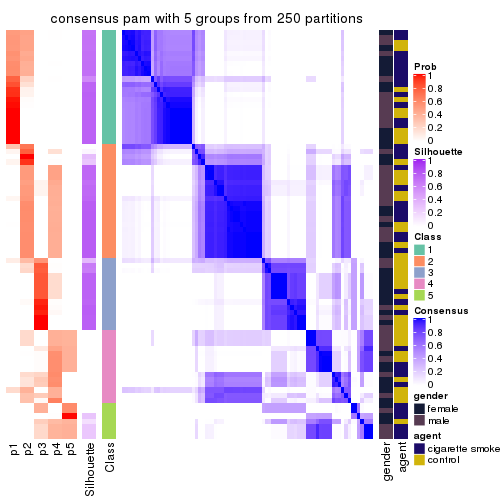 consensus pam with 5 groups from 250 partitions
Prob
1
0.8
0.6
0.4
0.2
0
Silhouette
1
0.8
0.6
0.4
0.2
0
Class
1
2
3
4
5
Consensus
1
0.8
0.6
0.4
0.2
0
gender
female
male
agent
cigarette smoke
control
p1
p2
p3
p4
p5
Silhouette
Class
gender
agent